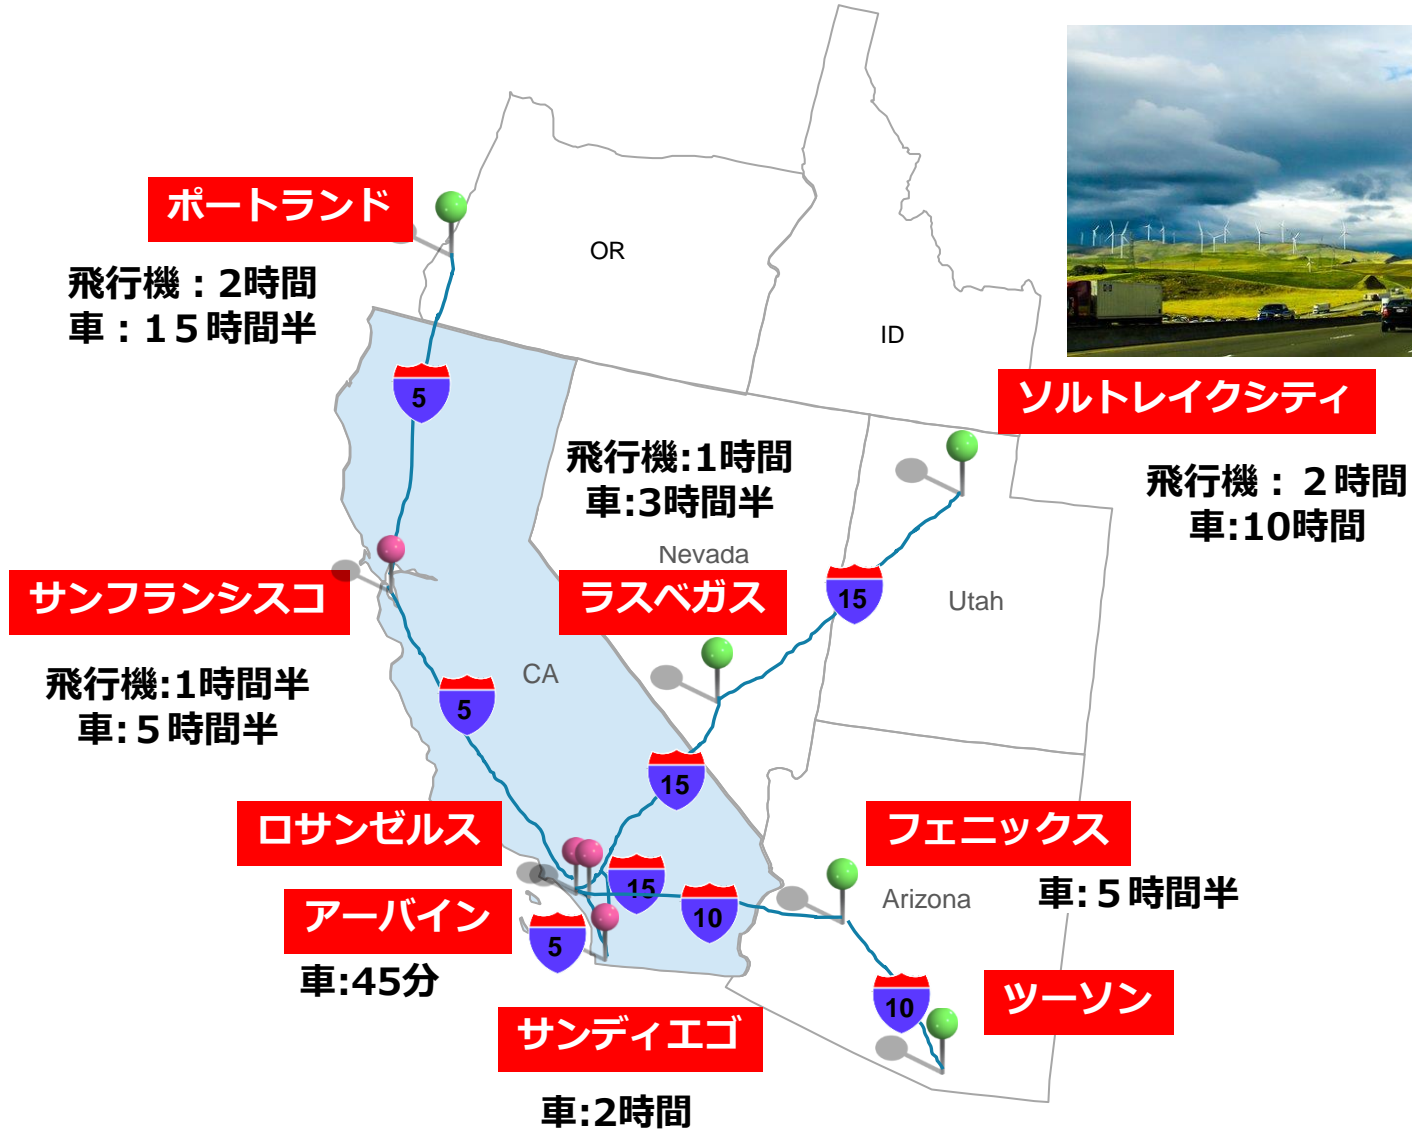 ポートランド
飛行機：2時間
車：１５時間半
OR
ID
5
ソルトレイクシティ
飛行機： ２時間
車:10時間
飛行機:1時間
車:3時間半
Nevada
ラスベガス
15
Utah
サンフランシスコ
飛行機:1時間半
車:５時間半
CA
5
15
ロサンゼルス
フェニックス
車:５時間半
Arizona
15
10
アーバイン
車:45分
5
ツーソン
10
サンディエゴ
車:2時間